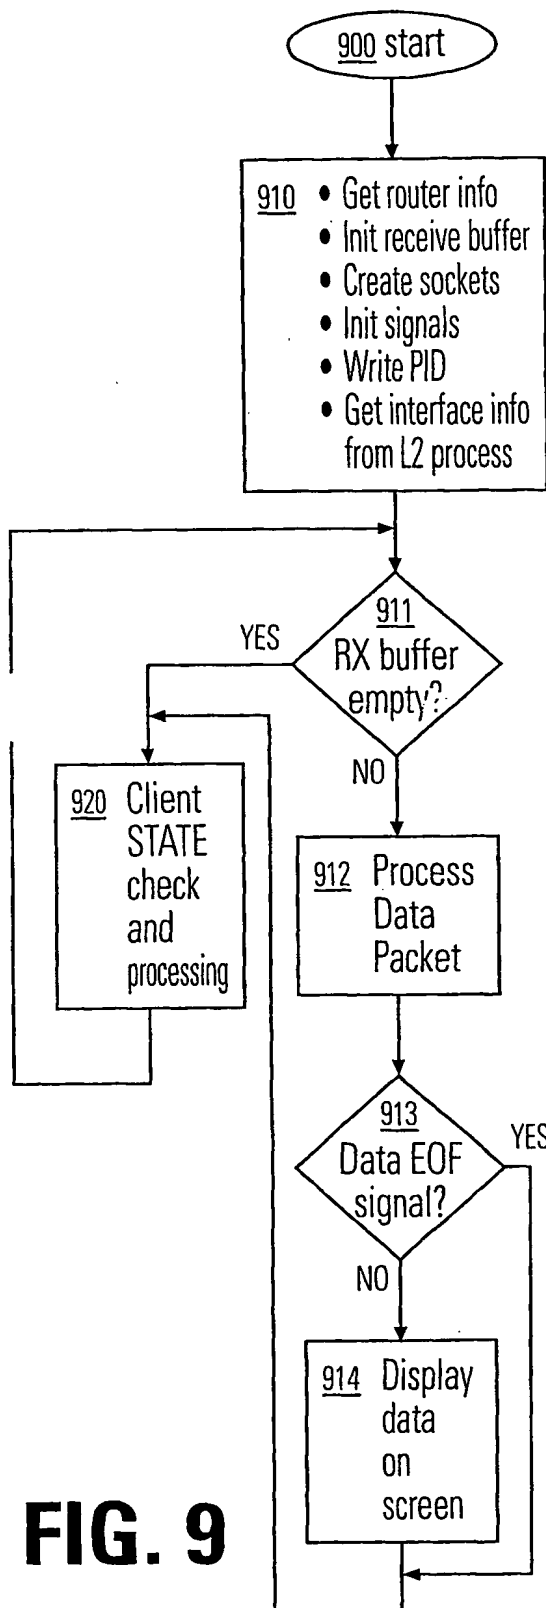 900 start
910 • Get router info
• Init receive buffer
• Create sockets
• Init signals
• Write PID
• Get interface info
from L2 process
911
RX buffer
empty?
YES
NO
920 Client
STATE
check
and
processing
912 Process
Data
Packet
913
Data EOF
signal?
YES
NO
914 Display
data
on
screen
FIG. 9